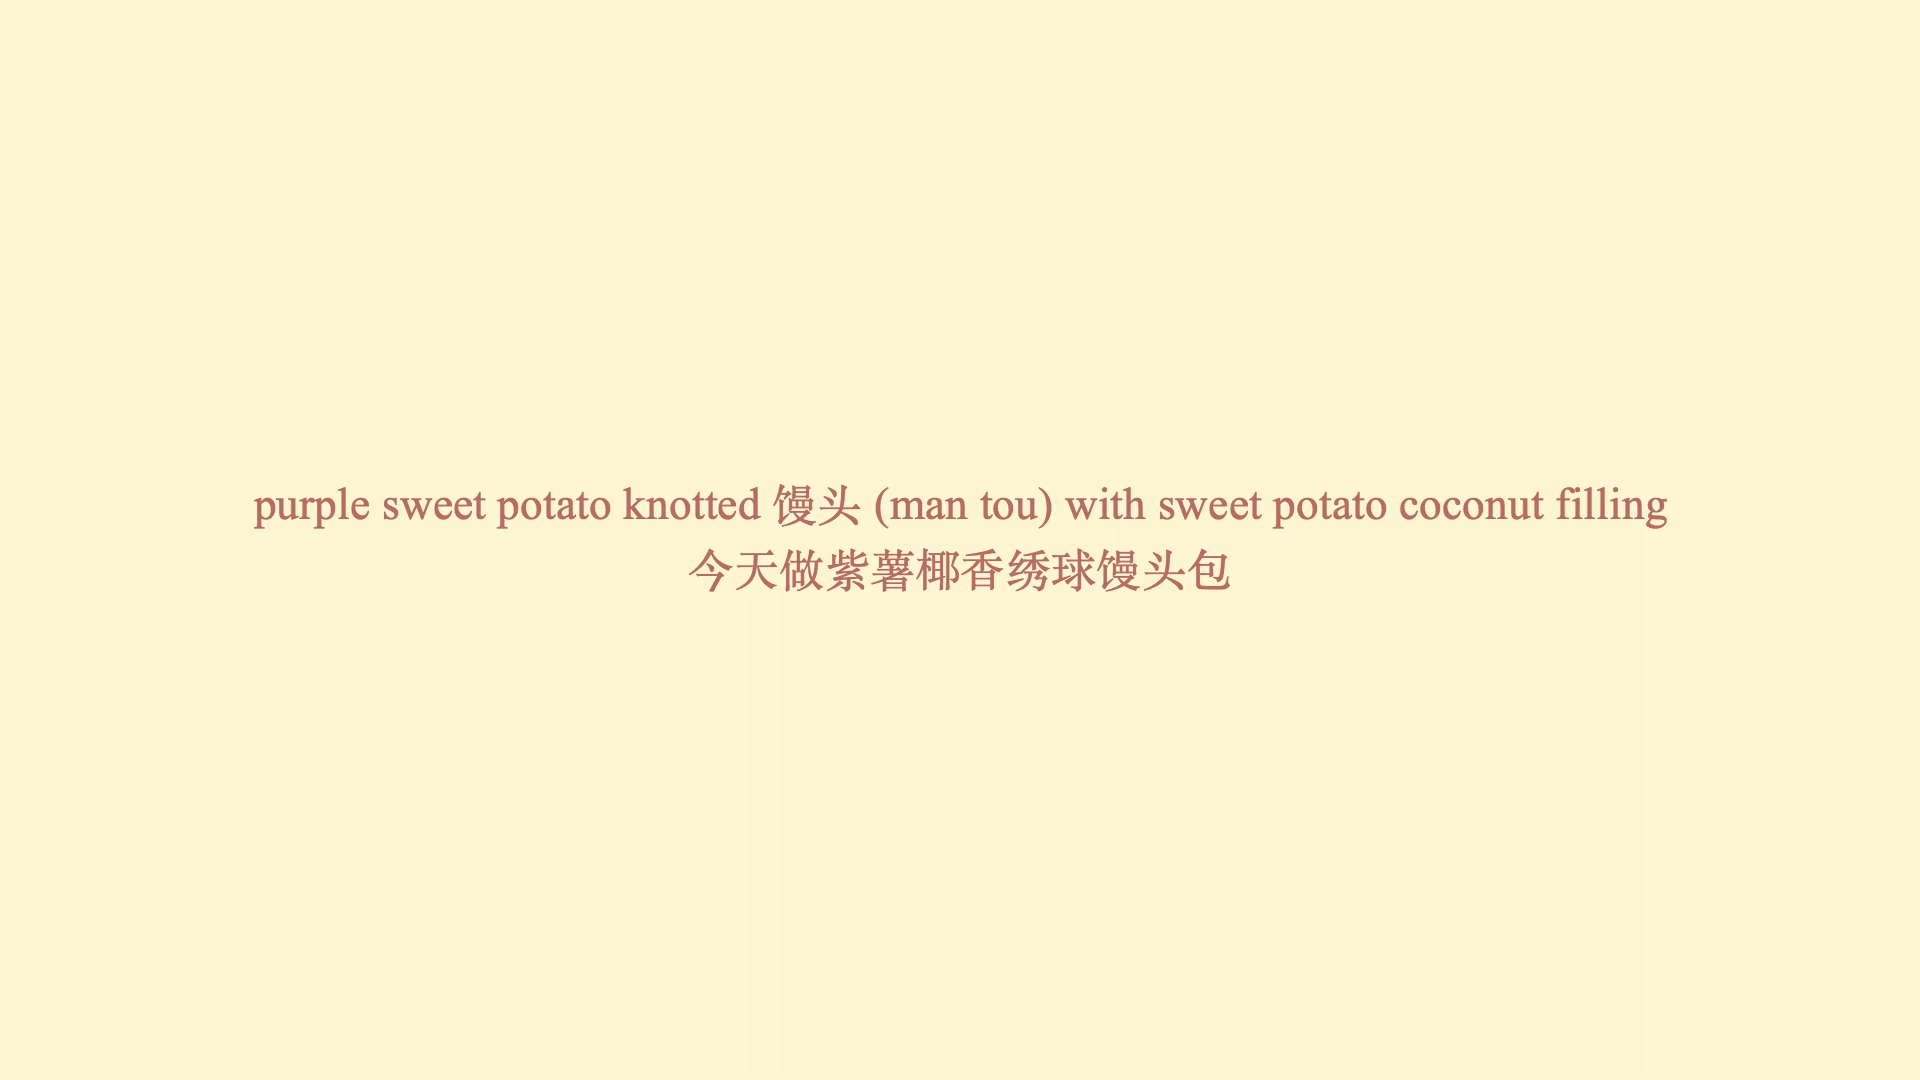 purple sweet potato knotted 馒头 (man tou) with sweet potato coconut filling
今天做紫薯椰香绣球馒头包